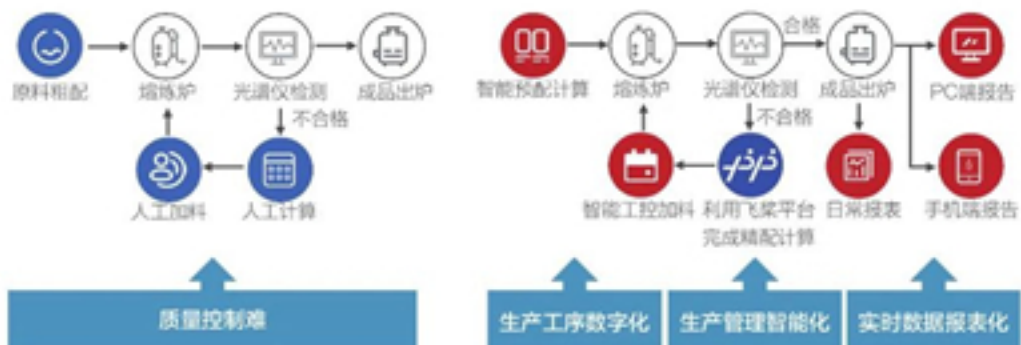 原料粗配
熔炼炉
光谱仪检测
成品出炉
不合格
人工加料
人工计算
质量控制难
智能预配计算
熔炼炉
光谱仪检测
合格
成品出炉
PC端报告
不合格
智能工控加料
利用飞桨平台
完成精配计算
日常报表
手机端报告
生产工序数字化
生产管理智能化
实时数据报表化